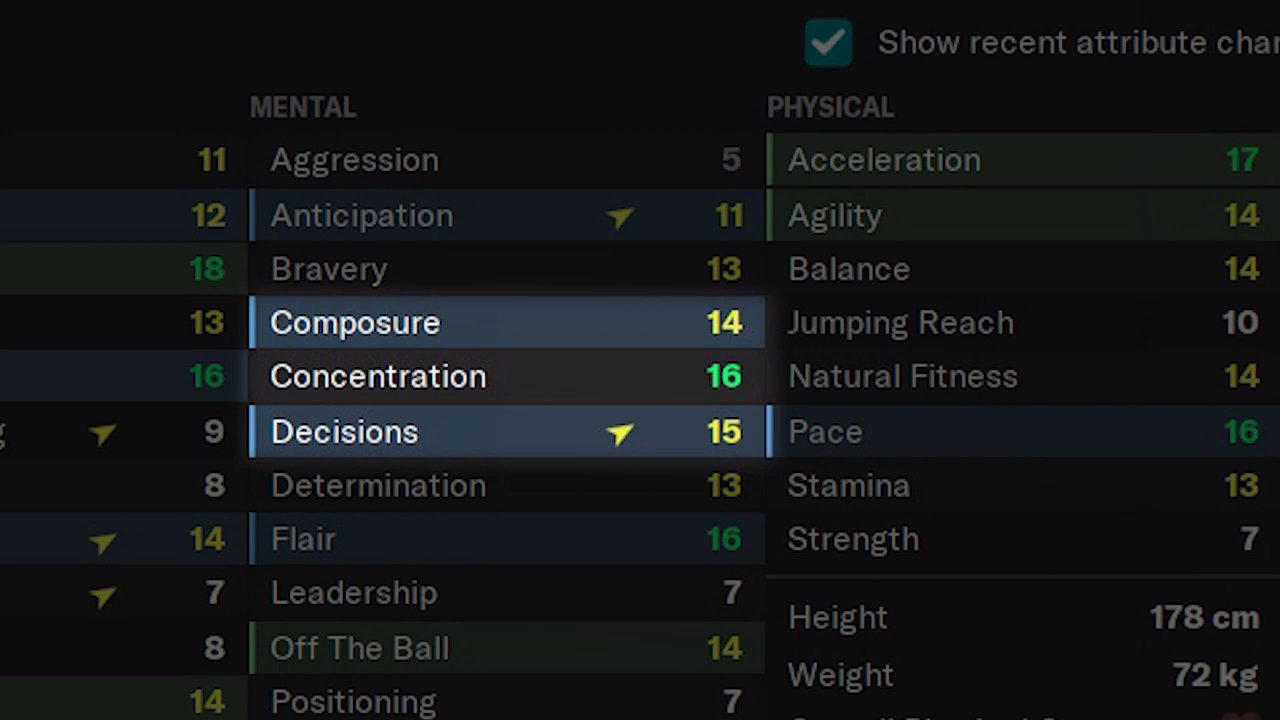 Show recent attribute
MENTAL PHYSICAL
11 Aggression 5 Acceleration 17
12 Anticipation 11 Agility 14
18 Bravery 13 Balance 14
13 Composure 14 Jumping Reach 10
16 Concentration 16 Natural Fitness 14
9 Decisions 15 Pace 16
8 Determination 13 Stamina 13
14 Flair 16 Strength 7
7 Leadership 7 Height 178 cm
8 Off The Ball 14 Weight 72 kg
14 Positioning 7